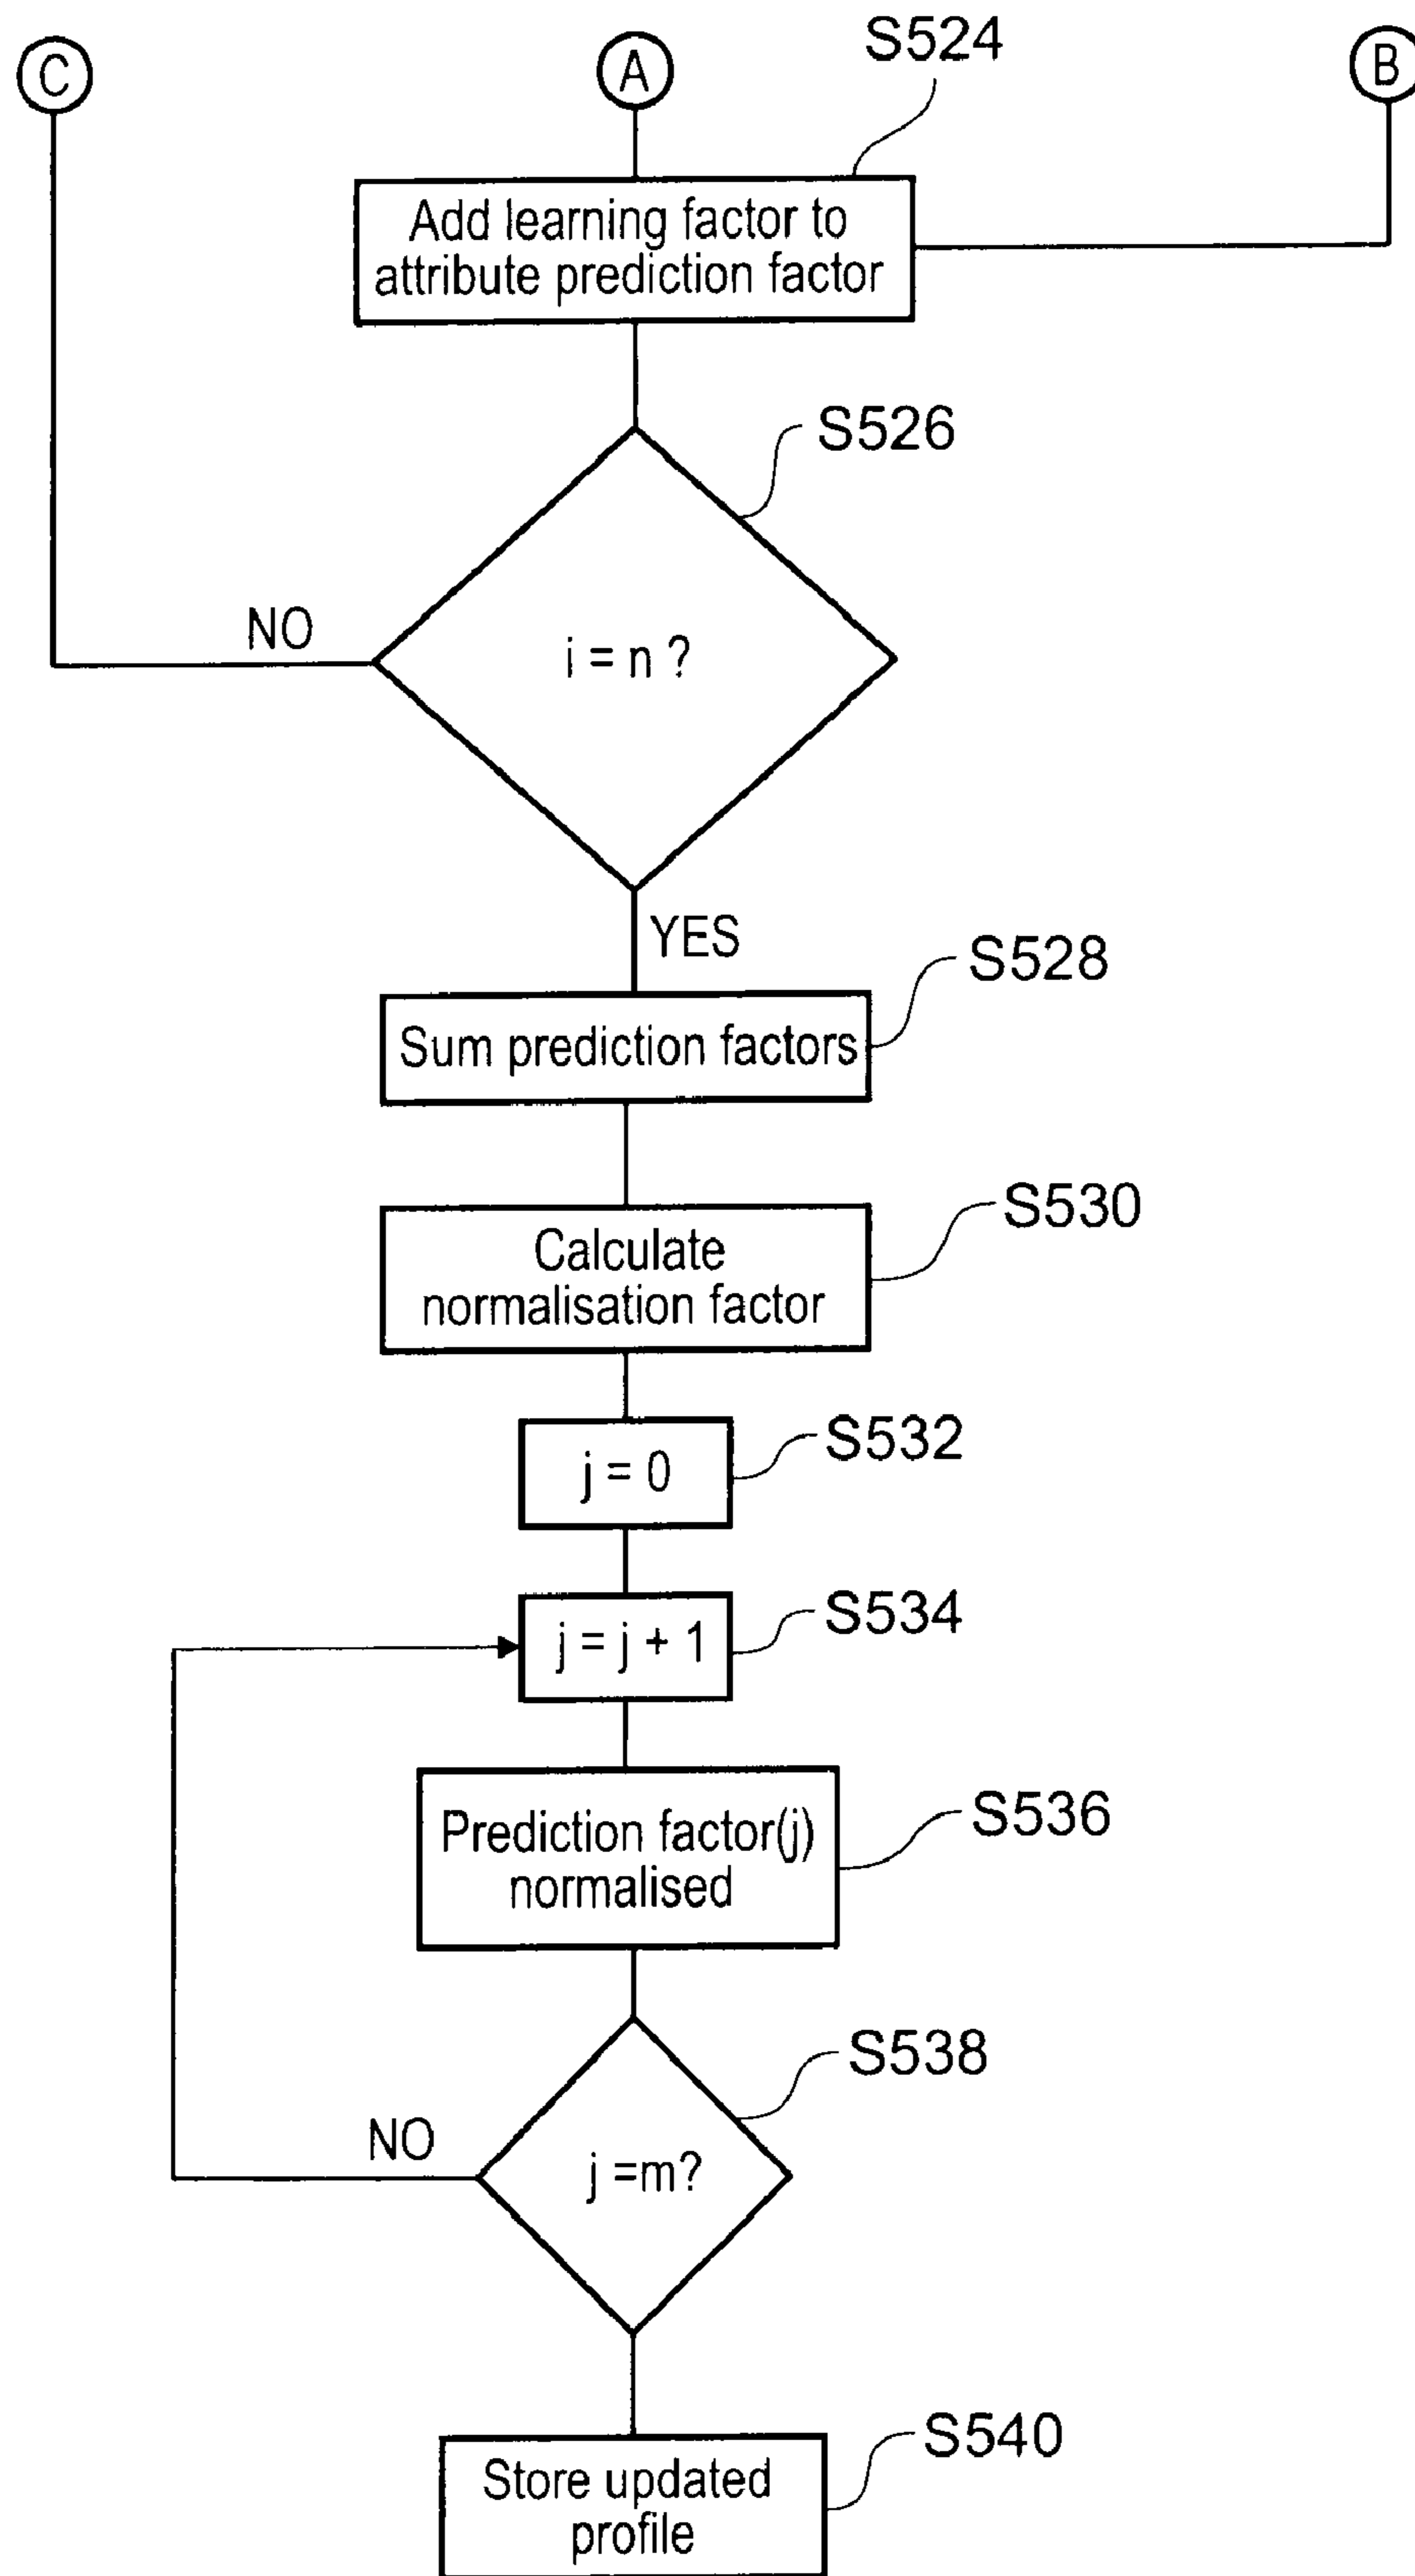 C
A
S524
B
Add learning factor to
attribute prediction factor
S526
NO
i = n ?
YES
S528
Sum prediction factors
S530
Calculate
normalisation factor
S532
j = 0
S534
j = j + 1
S536
Prediction factor(j)
normalised
S538
NO
j =m?
S540
Store updated
profile